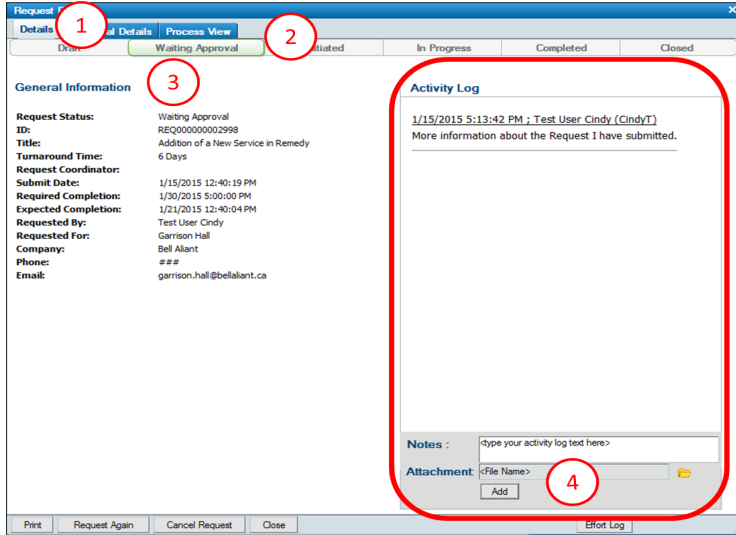 Request
Details al Details Process View
Waiting Approval tiated In Progress Completed Closed
1
2
3
General Information
Activity Log
Request Status: Waiting Approval
ID: REQ000000002998
Title: Addition of a New Service in Remedy
Turnaround Time: 6 Days
Request Coordinator:
Submit Date: 1/15/2015 12:40:19 PM
Required Completion: 1/30/2015 5:00:00 PM
Expected Completion: 1/21/2015 12:40:04 PM
Requested By: Test User Cindy
Requested For: Garrison Hall
Company: Bell Aliant
Phone: ###
Email: garrison.hall@bellaliant.ca
1/15/2015 5:13:42 PM ; Test User Cindy (CindyT)
More information about the Request I have submitted.
Notes : <type your activity log text here>
Attachment: <File Name>
Add
4
Print Request Again Cancel Request Close Effort Log